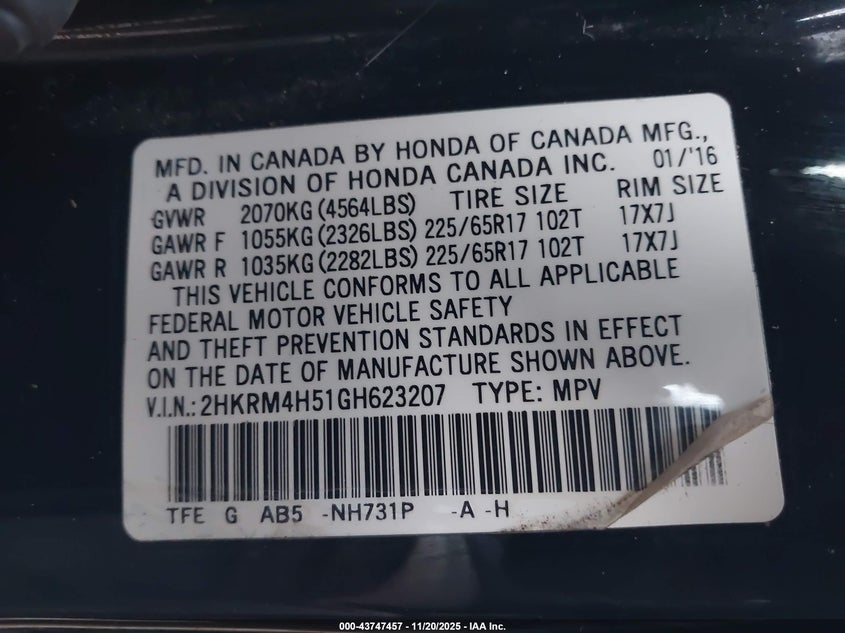 MFD. IN CANADA BY HONDA OF CANADA MFG.,
A DIVISION OF HONDA CANADA INC. 01/'16
GVWR 2070KG (4564LBS) TIRE SIZE RIM SIZE
GAWR F 1055KG (2326LBS) 225/65R17 102T 17X7J
GAWR R 1035KG (2282LBS) 225/65R17 102T 17X7J
THIS VEHICLE CONFORMS TO ALL APPLICABLE
FEDERAL MOTOR VEHICLE SAFETY
AND THEFT PREVENTION STANDARDS IN EFFECT
ON THE DATE OF MANUFACTURE SHOWN ABOVE.
V.I.N.: 2HKRM4H51GH623207 TYPE: MPV
TFE G AB5 -NH731P -A -H
000-43747457 - 11/20/2025 - IAA Inc.